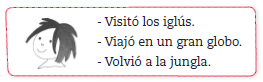 - Visitó los iglús.
- Viajó en un gran globo.
- Volvió a la jungla.